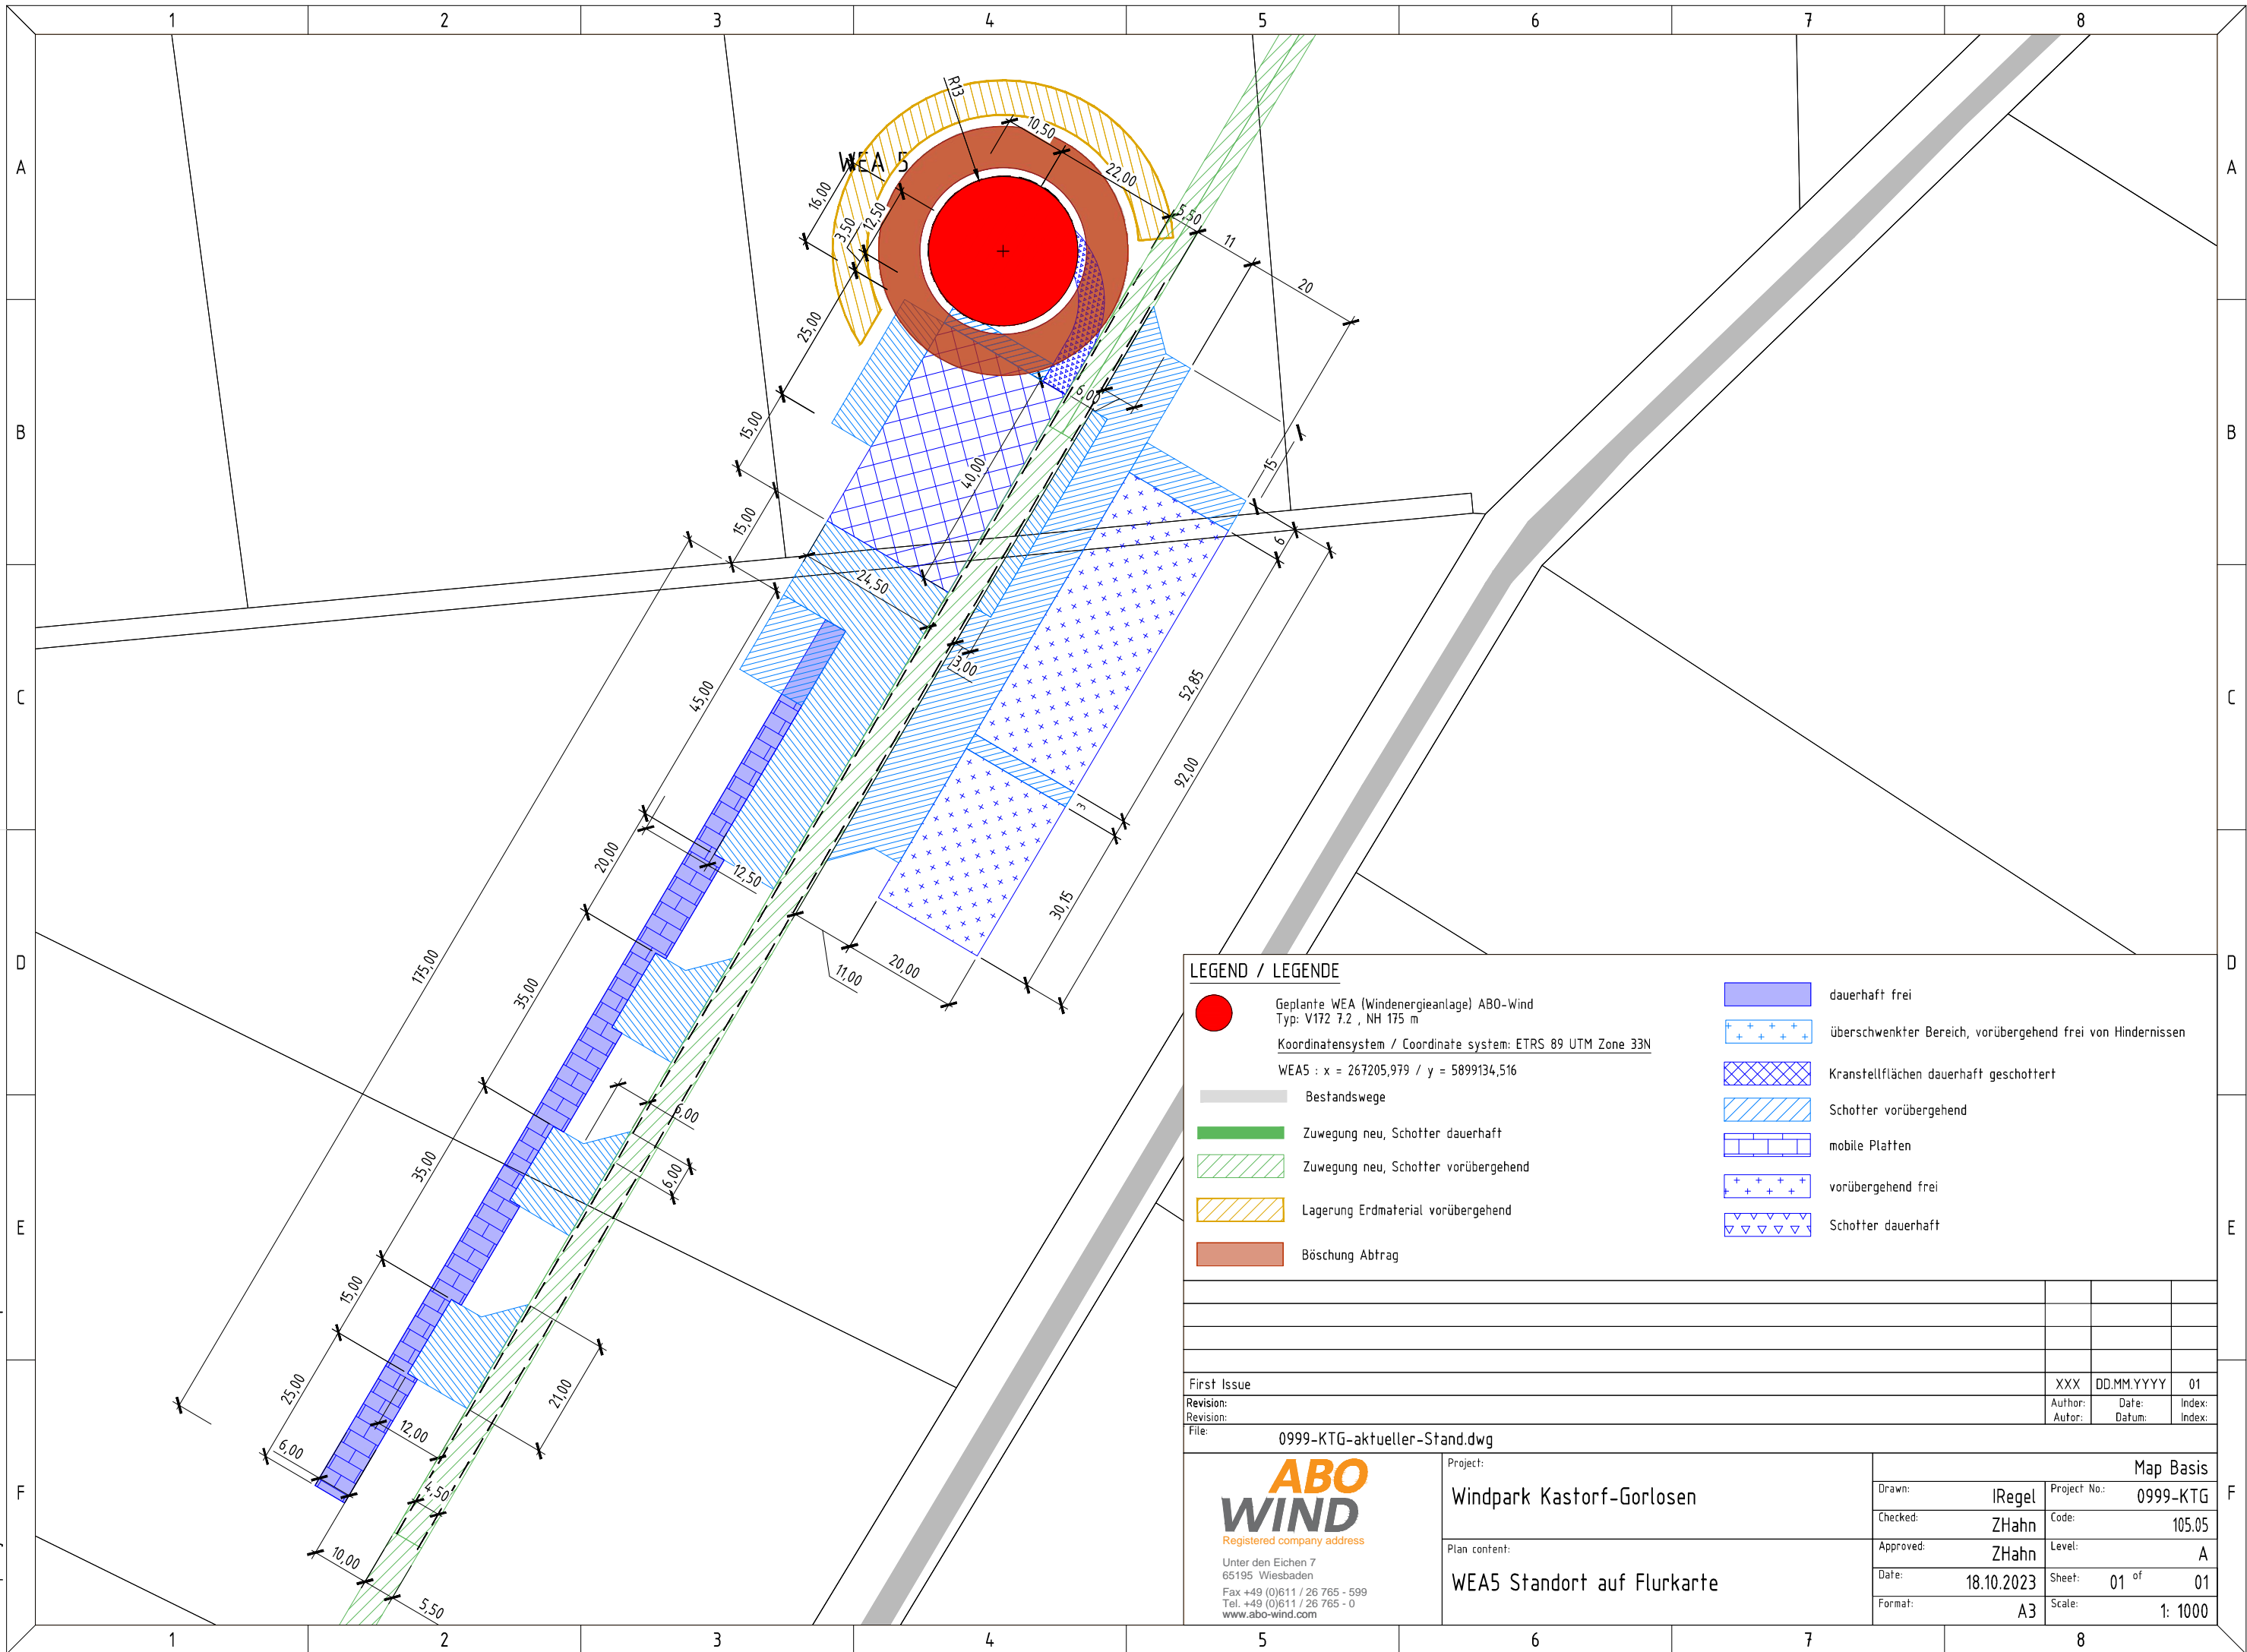 1 2 3 4 5 6 7 8
A A
B B
C C
D D
E E
F F
1 2 3 4 5 6 7 8
WEA 5
R13
10,50
22,00
5,50
11
20
16,00
12,50
3,50
25,00
15,00
15,00
6,00
40,00
15
6
24,50
3,00
45,00
52,85
92,00
3
20,00
12,50
30,15
175,00
35,00
11,00
20,00
6,00
6,00
35,00
15,00
25,00
21,00
12,00
6,00
4,50
10,00
5,50
LEGEND / LEGENDE
Geplante WEA (Windenergieanlage) ABO-Wind
Typ: V172 7.2 , NH 175 m
Koordinatensystem / Coordinate system: ETRS 89 UTM Zone 33N
WEA5 : x = 267205,979 / y = 5899134,516
Bestandswege
Zuwegung neu, Schotter dauerhaft
Zuwegung neu, Schotter vorübergehend
Lagerung Erdmaterial vorübergehend
Böschung Abtrag
dauerhaft frei
überschwenkter Bereich, vorübergehend frei von Hindernissen
Kranstellflächen dauerhaft geschottert
Schotter vorübergehend
mobile Platten
vorübergehend frei
Schotter dauerhaft
First Issue XXX DD.MM.YYYY 01
Revision: Author: Date: Index:
Revision: Autor: Datum: Index:
File: 0999-KTG-aktueller-Stand.dwg
ABO
WIND
Registered company address
Unter den Eichen 7
65195 Wiesbaden
Fax +49 (0)611 / 26 765 - 599
Tel. +49 (0)611 / 26 765 - 0
www.abo-wind.com
Project:
Windpark Kastorf-Gorlosen
Plan content:
WEA5 Standort auf Flurkarte
Map Basis
Drawn: IRegel Project No.: 0999-KTG
Checked: ZHahn Code: 105.05
Approved: ZHahn Level: A
Date: 18.10.2023 Sheet: 01 of 01
Format: A3 Scale: 1: 1000